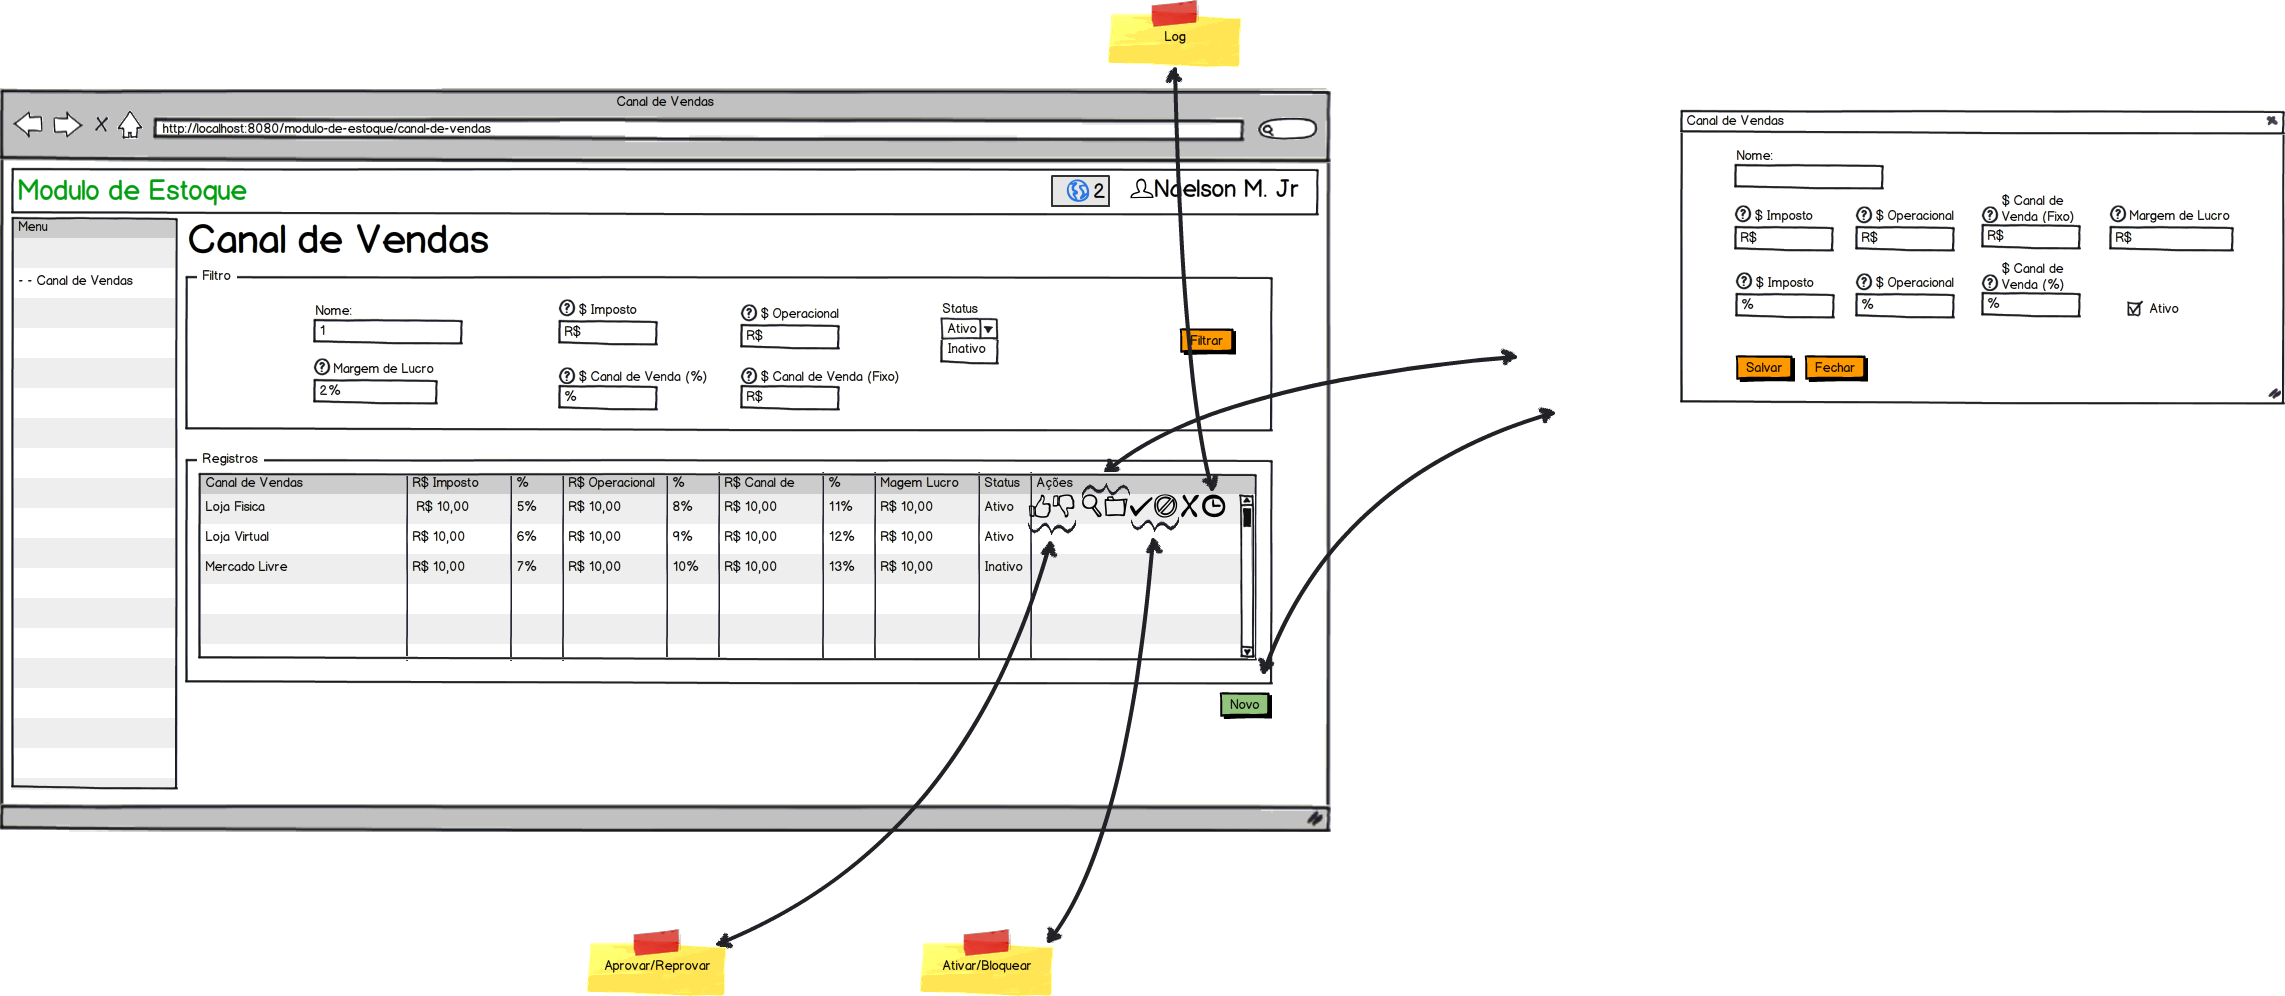 Log
Canal de Vendas
http://localhost:8080/modulo-de-estoque/canal-de-vendas
Modulo de Estoque
2
Naelson M. Jr
Menu
- - Canal de Vendas
Canal de Vendas
Filtro
Nome:
1
? $ Imposto
R$
? $ Operacional
R$
Status
Ativo
Inativo
Filtrar
? Margem de Lucro
2%
? $ Canal de Venda (%)
%
? $ Canal de Venda (Fixo)
R$
Registros
Canal de Vendas R$ Imposto % R$ Operacional % R$ Canal de % Magem Lucro Status Ações
Loja Fisica R$ 10,00 5% R$ 10,00 8% R$ 10,00 11% R$ 10,00 Ativo
Loja Virtual R$ 10,00 6% R$ 10,00 9% R$ 10,00 12% R$ 10,00 Ativo
Mercado Livre R$ 10,00 7% R$ 10,00 10% R$ 10,00 13% R$ 10,00 Inativo
Novo
Aprovar/Reprovar
Ativar/Bloquear
Canal de Vendas
Nome:
? $ Imposto
R$
? $ Operacional
R$
$ Canal de
? Venda (Fixo)
R$
? Margem de Lucro
R$
? $ Imposto
%
? $ Operacional
%
$ Canal de
? Venda (%)
%
Ativo
Salvar
Fechar